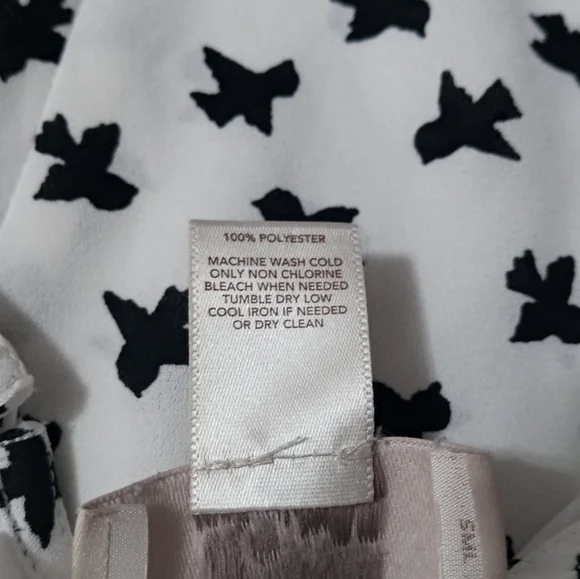 100% POLYESTER
MACHINE WASH COLD
ONLY NON CHLORINE
BLEACH WHEN NEEDED
TUMBLE DRY LOW
COOL IRON IF NEEDED
OR DRY CLEAN
SML